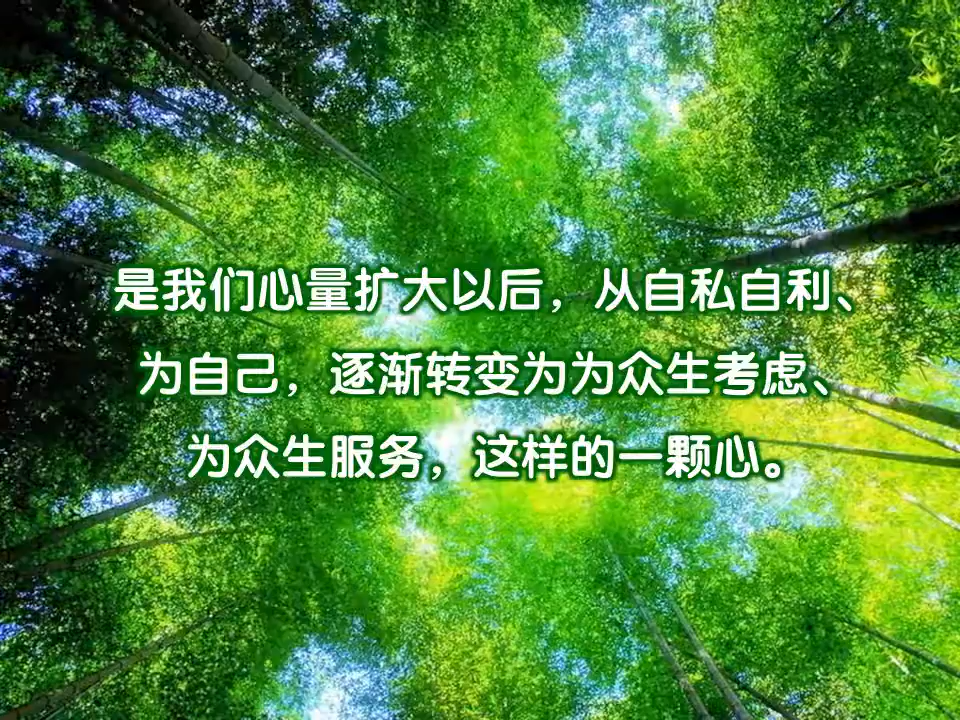 是我们心量扩大以后，从自私自利、
为自己，逐渐转变为为众生考虑、
为众生服务，这样的一颗心。